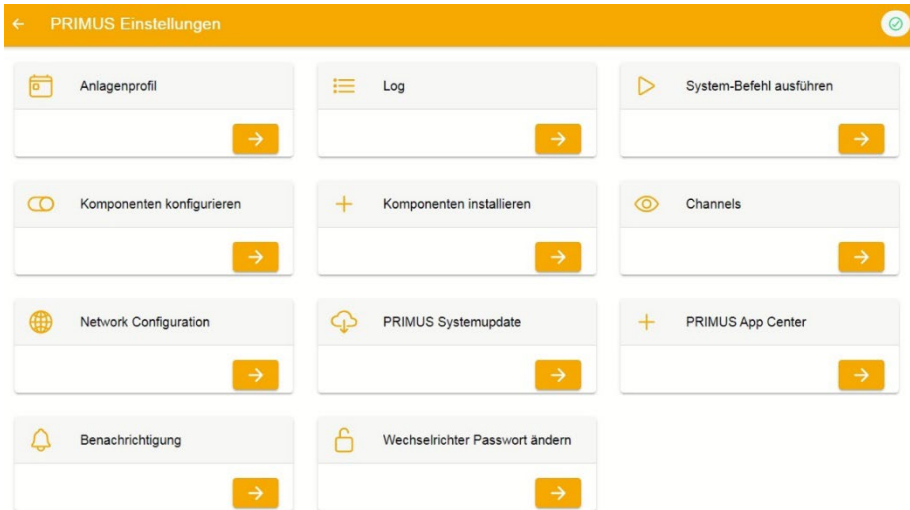 PRIMUS Einstellungen
Anlagenprofil
Log
System-Befehl ausführen
Komponenten konfigurieren
Komponenten installieren
Channels
Network Configuration
PRIMUS Systemupdate
PRIMUS App Center
Benachrichtigung
Wechselrichter Passwort ändern